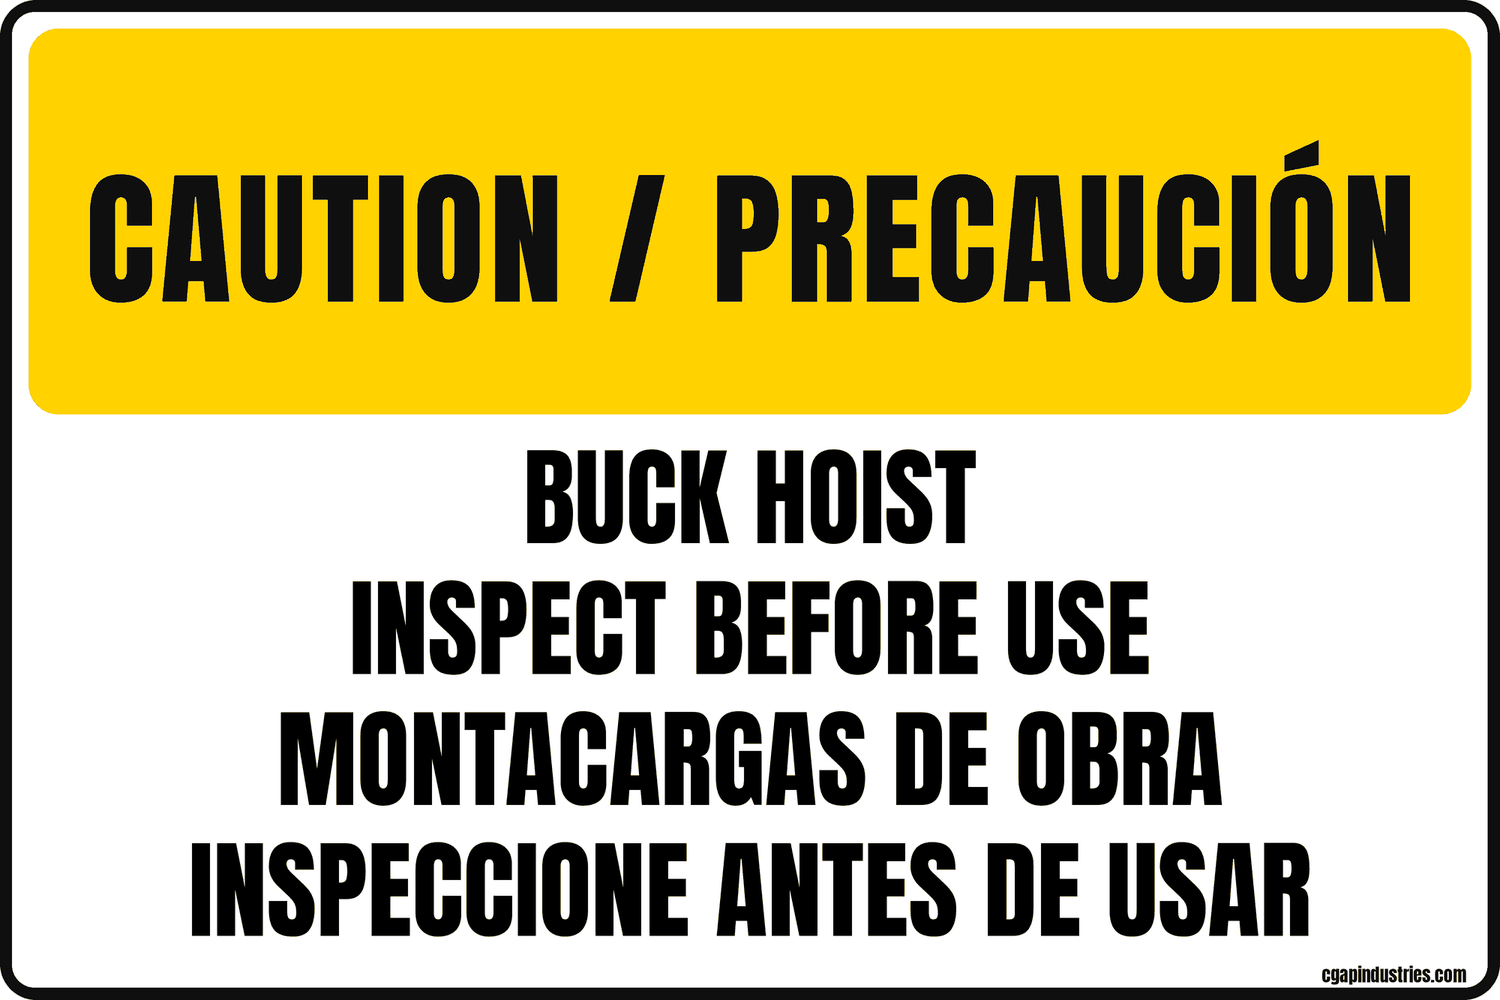 CAUTION / PRECAUCIÓN
BUCK HOIST
INSPECT BEFORE USE
MONTACARGAS DE OBRA
INSPECCIONE ANTES DE USAR
cgapindustries.com